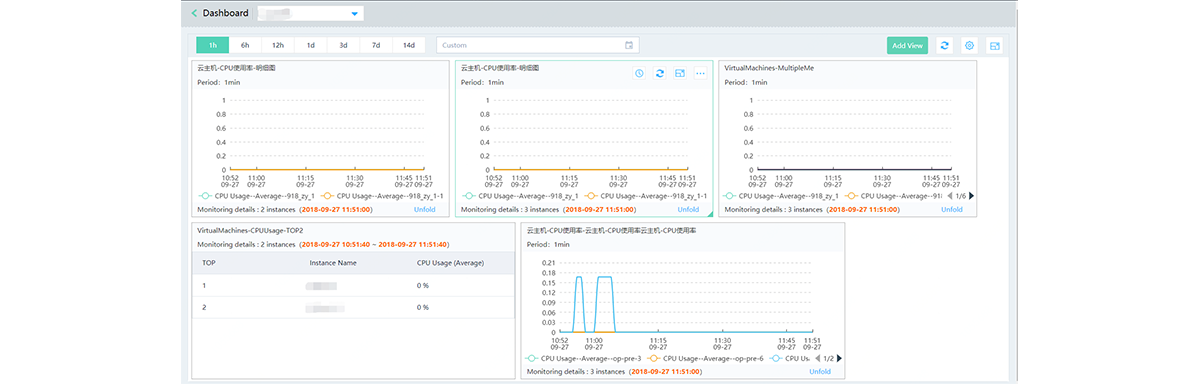 Dashboard
1h 6h 12h 1d 3d 7d 14d Custom Add View
云主机-CPU使用率-明细图
Period: 1min
1
0.8
0.6
0.4
0.2
0
10:52 11:00 11:15 11:30 11:45 11:51
09-27 09-27 09-27 09-27 09-27 09-27
CPU Usage--Average--918_zy_1 CPU Usage--Average--918_zy_1-1
Monitoring details : 2 instances (2018-09-27 11:51:00) Unfold
云主机-CPU使用率-明细图
Period: 1min
1
0.8
0.6
0.4
0.2
0
10:52 11:00 11:15 11:30 11:45 11:51
09-27 09-27 09-27 09-27 09-27 09-27
CPU Usage--Average--918_zy_1 CPU Usage--Average--918_zy_1-1
Monitoring details : 3 instances (2018-09-27 11:51:00) Unfold
VirtualMachines-MultipleMe
Period: 1min
1
0.8
0.6
0.4
0.2
0
10:52 11:00 11:15 11:30 11:45 11:51
09-27 09-27 09-27 09-27 09-27 09-27
CPU Usage--Average--918_zy_1 CPU Usage--Average--91 1/6
Monitoring details : 3 instances (2018-09-27 11:51:00) Unfold
VirtualMachines-CPUUsage-TOP2
Monitoring details : 2 instances (2018-09-27 10:51:40 ~ 2018-09-27 11:51:40)
TOP Instance Name CPU Usage (Average)
1 0 %
2 0 %
云主机-CPU使用率-云主机-CPU使用率云主机-CPU使用率
Period: 1min
0.21
0.18
0.15
0.12
0.09
0.06
0.03
0
10:52 11:00 11:15 11:30 11:45 11:51
09-27 09-27 09-27 09-27 09-27 09-27
CPU Usage--Average--op-pre-3 CPU Usage--Average--op-pre-6 CPU Us 1/2
Monitoring details : 3 instances (2018-09-27 11:51:00) Unfold